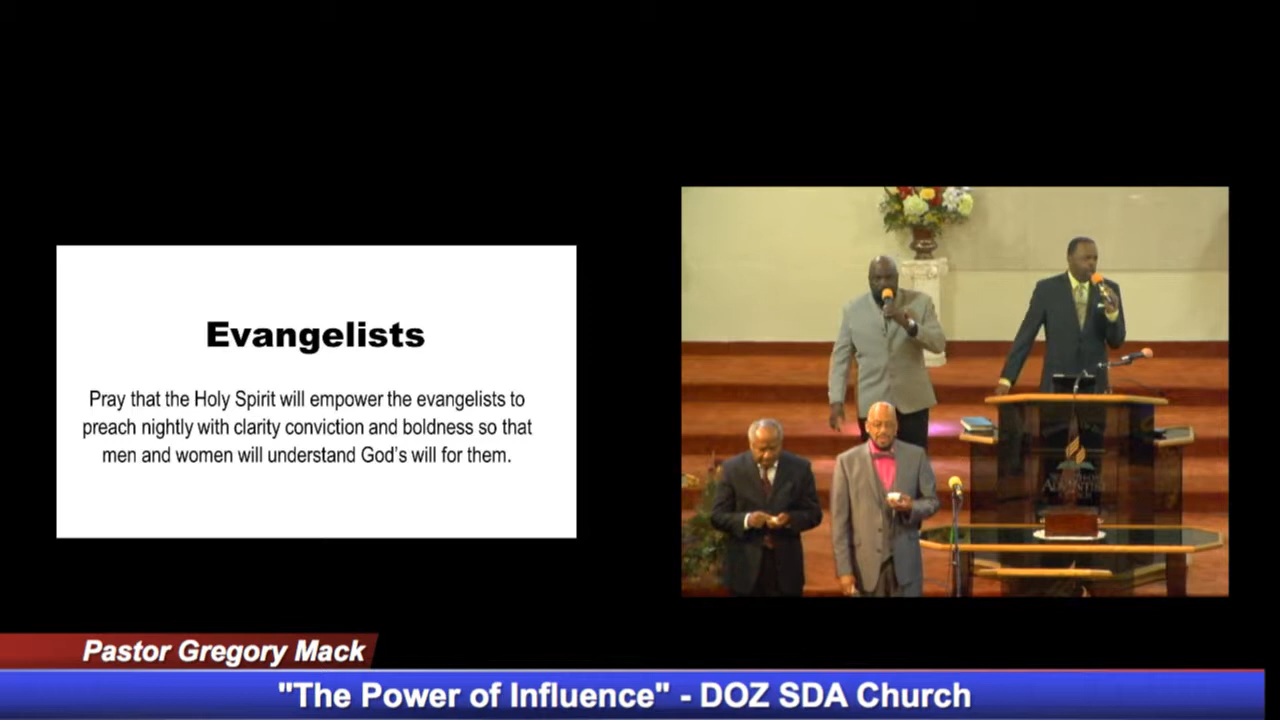 Evangelists
Pray that the Holy Spirit will empower the evangelists to
preach nightly with clarity conviction and boldness so that
men and women will understand God's will for them.
Pastor Gregory Mack
"The Power of Influence" - DOZ SDA Church